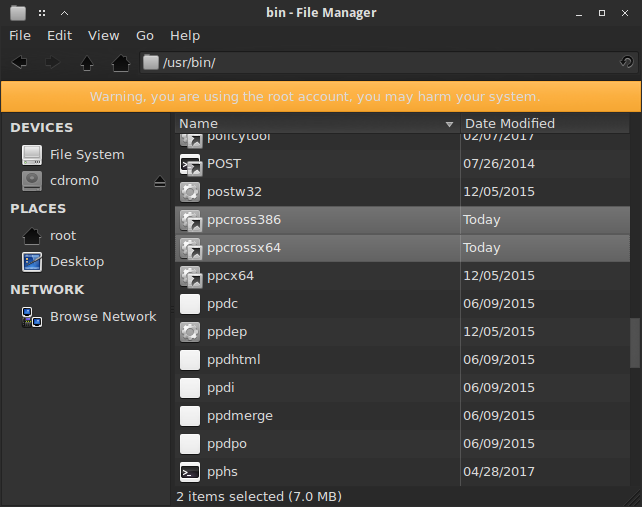 bin - File Manager
File Edit View Go Help
/usr/bin/
Warning, you are using the root account, you may harm your system.
DEVICES
File System
cdrom0
PLACES
root
Desktop
NETWORK
Browse Network
Name Date Modified
policytool 02/07/2017
POST 07/26/2014
postw32 12/05/2015
ppcross386 Today
ppcrossx64 Today
ppcx64 12/05/2015
ppdc 06/09/2015
ppdep 12/05/2015
ppdhtml 06/09/2015
ppdi 06/09/2015
ppdmerge 06/09/2015
ppdpo 06/09/2015
pphs 04/28/2017
2 items selected (7.0 MB)